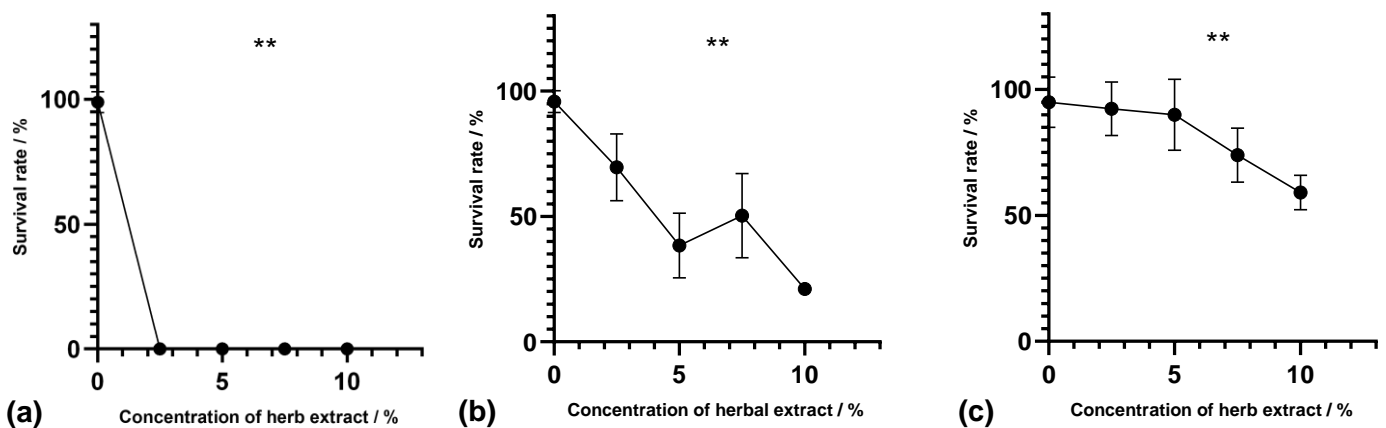 **
100
50
0
0 5 10
Survival rate / %
Concentration of herb extract / %
(a)
**
100
50
0
0 5 10
Survival rate / %
Concentration of herbal extract / %
(b)
**
100
50
0
0 5 10
Survival rate / %
Concentration of herb extract / %
(c)